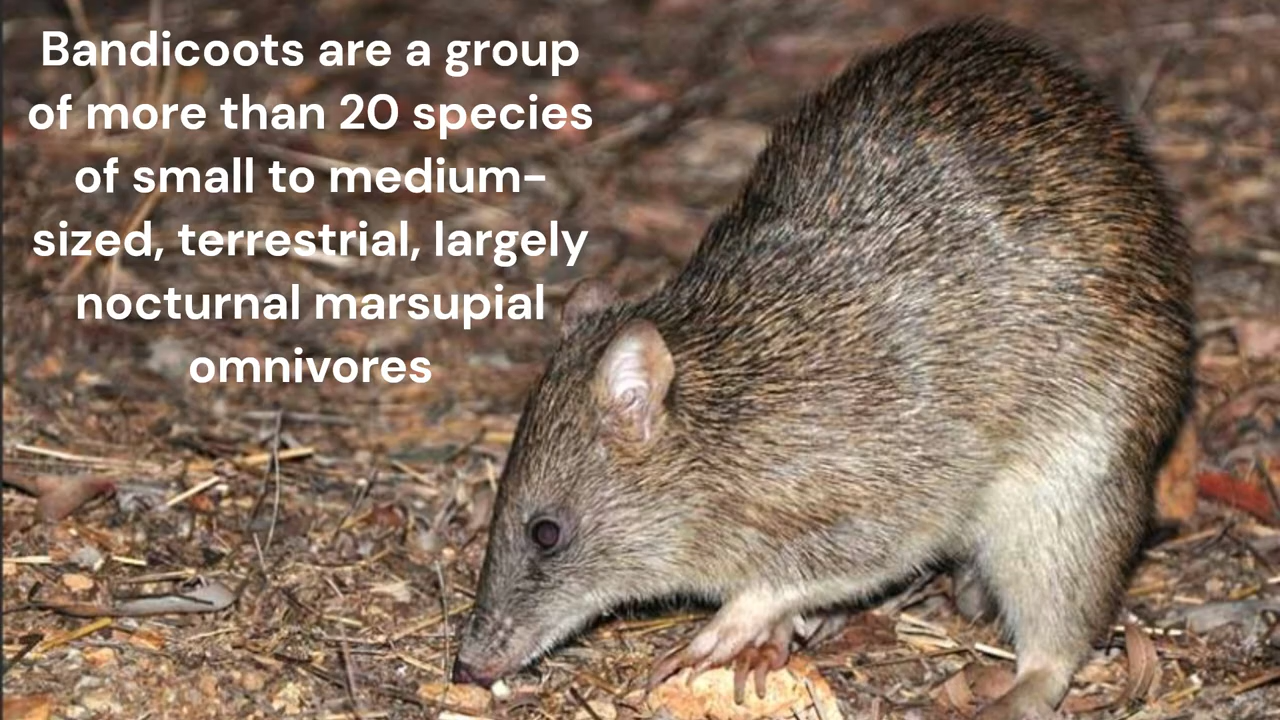 Bandicoots are a group
of more than 20 species
of small to medium-
sized, terrestrial, largely
nocturnal marsupial
omnivores